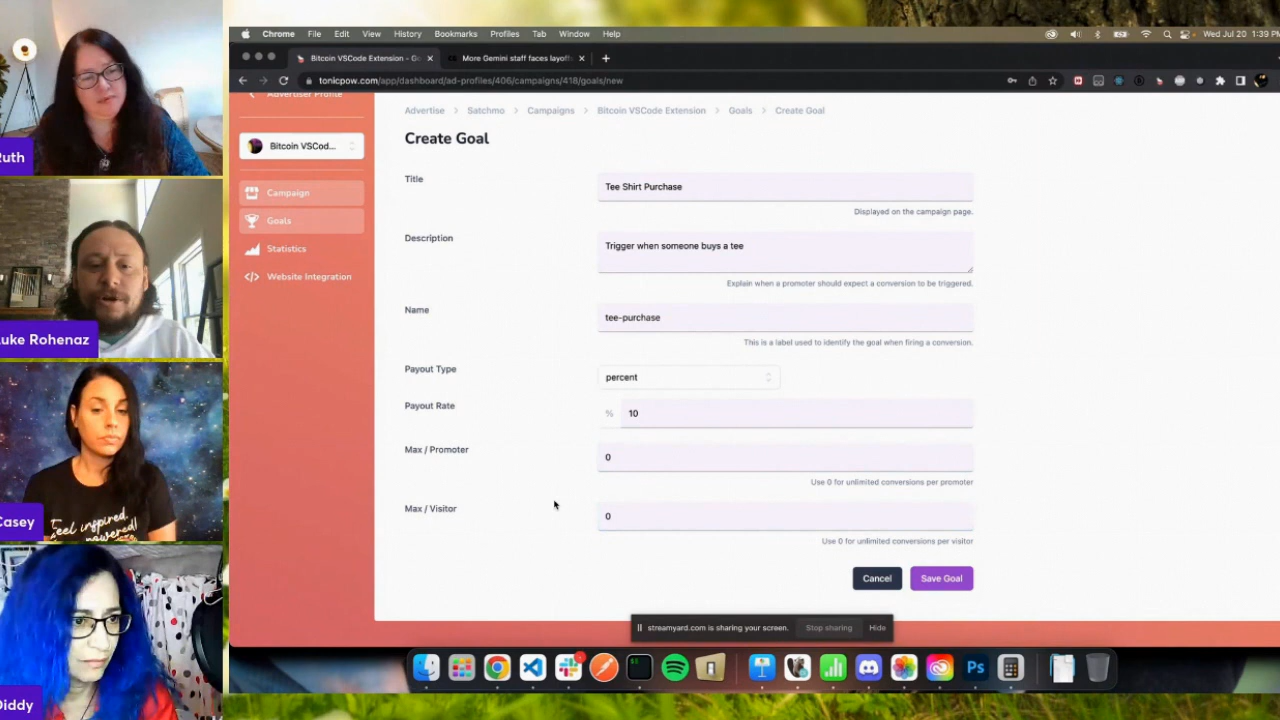 Ruth
Luke Rohenaz
Casey
Feel inspired.
Diddy
Chrome File Edit View History Bookmarks Profiles Tab Window Help
Wed Jul 20 1:39 PM
Bitcoin VSCode Extension - Go
More Gemini staff faces layoffs
tonicpow.com/app/dashboard/ad-profiles/406/campaigns/418/goals/new
Advertiser Profile
Bitcoin VSCod...
Campaign
Goals
Statistics
Website Integration
Advertise > Satchmo > Campaigns > Bitcoin VSCode Extension > Goals > Create Goal
Create Goal
Title
Tee Shirt Purchase
Displayed on the campaign page.
Description
Trigger when someone buys a tee
Explain when a promoter should expect a conversion to be triggered.
Name
tee-purchase
This is a label used to identify the goal when firing a conversion.
Payout Type
percent
Payout Rate
% 10
Max / Promoter
0
Use 0 for unlimited conversions per promoter
Max / Visitor
0
Use 0 for unlimited conversions per visitor
Cancel
Save Goal
streamyard.com is sharing your screen.
Stop sharing
Hide
Ps